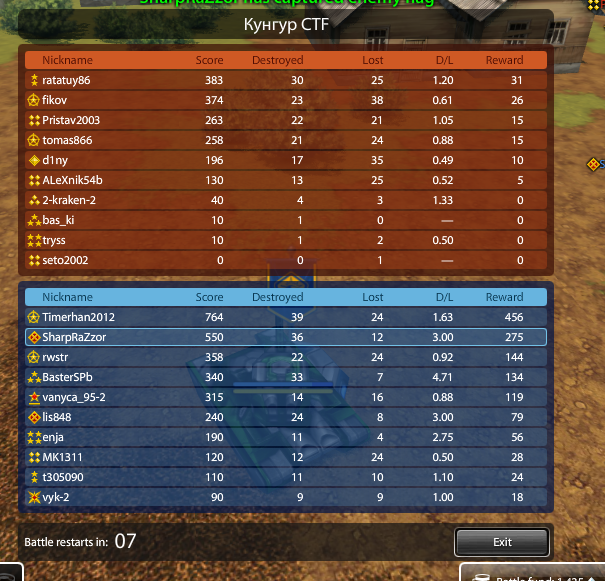 SharpRaZzor has captured enemy flag
Кунгур CTF
Nickname Score Destroyed Lost D/L Reward
ratatuy86 383 30 25 1.20 31
fikov 374 23 38 0.61 26
Pristav2003 263 22 21 1.05 15
tomas866 258 21 24 0.88 15
d1ny 196 17 35 0.49 10
ALeXnik54b 130 13 25 0.52 5
2-kraken-2 40 4 3 1.33 0
bas_ki 10 1 0 — 0
tryss 10 1 2 0.50 0
seto2002 0 0 1 — 0
Nickname Score Destroyed Lost D/L Reward
Timerhan2012 764 39 24 1.63 456
SharpRaZzor 550 36 12 3.00 275
rwstr 358 22 24 0.92 144
BasterSPb 340 33 7 4.71 134
vanyca_95-2 315 14 16 0.88 119
lis848 240 24 8 3.00 79
enja 190 11 4 2.75 56
MK1311 120 12 24 0.50 28
t305090 110 11 10 1.10 24
vyk-2 90 9 9 1.00 18
Battle restarts in: 07
Exit
Battle fund: 1 425